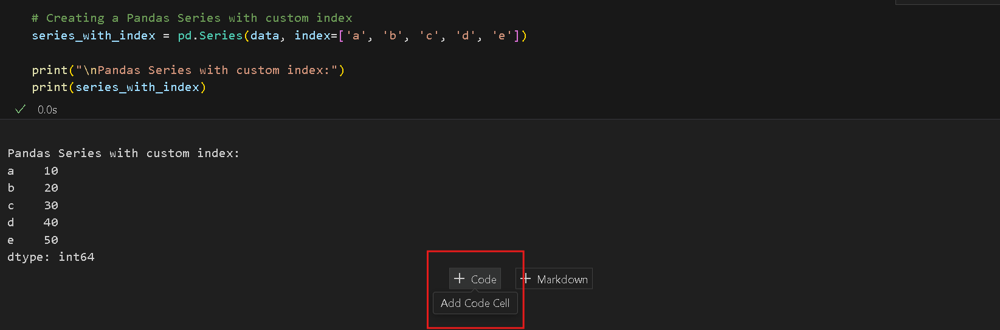 # Creating a Pandas Series with custom index
series_with_index = pd.Series(data, index=['a', 'b', 'c', 'd', 'e'])
print("\nPandas Series with custom index:")
print(series_with_index)
0.0s
Pandas Series with custom index:
a    10
b    20
c    30
d    40
e    50
dtype: int64
+ Code + Markdown
Add Code Cell